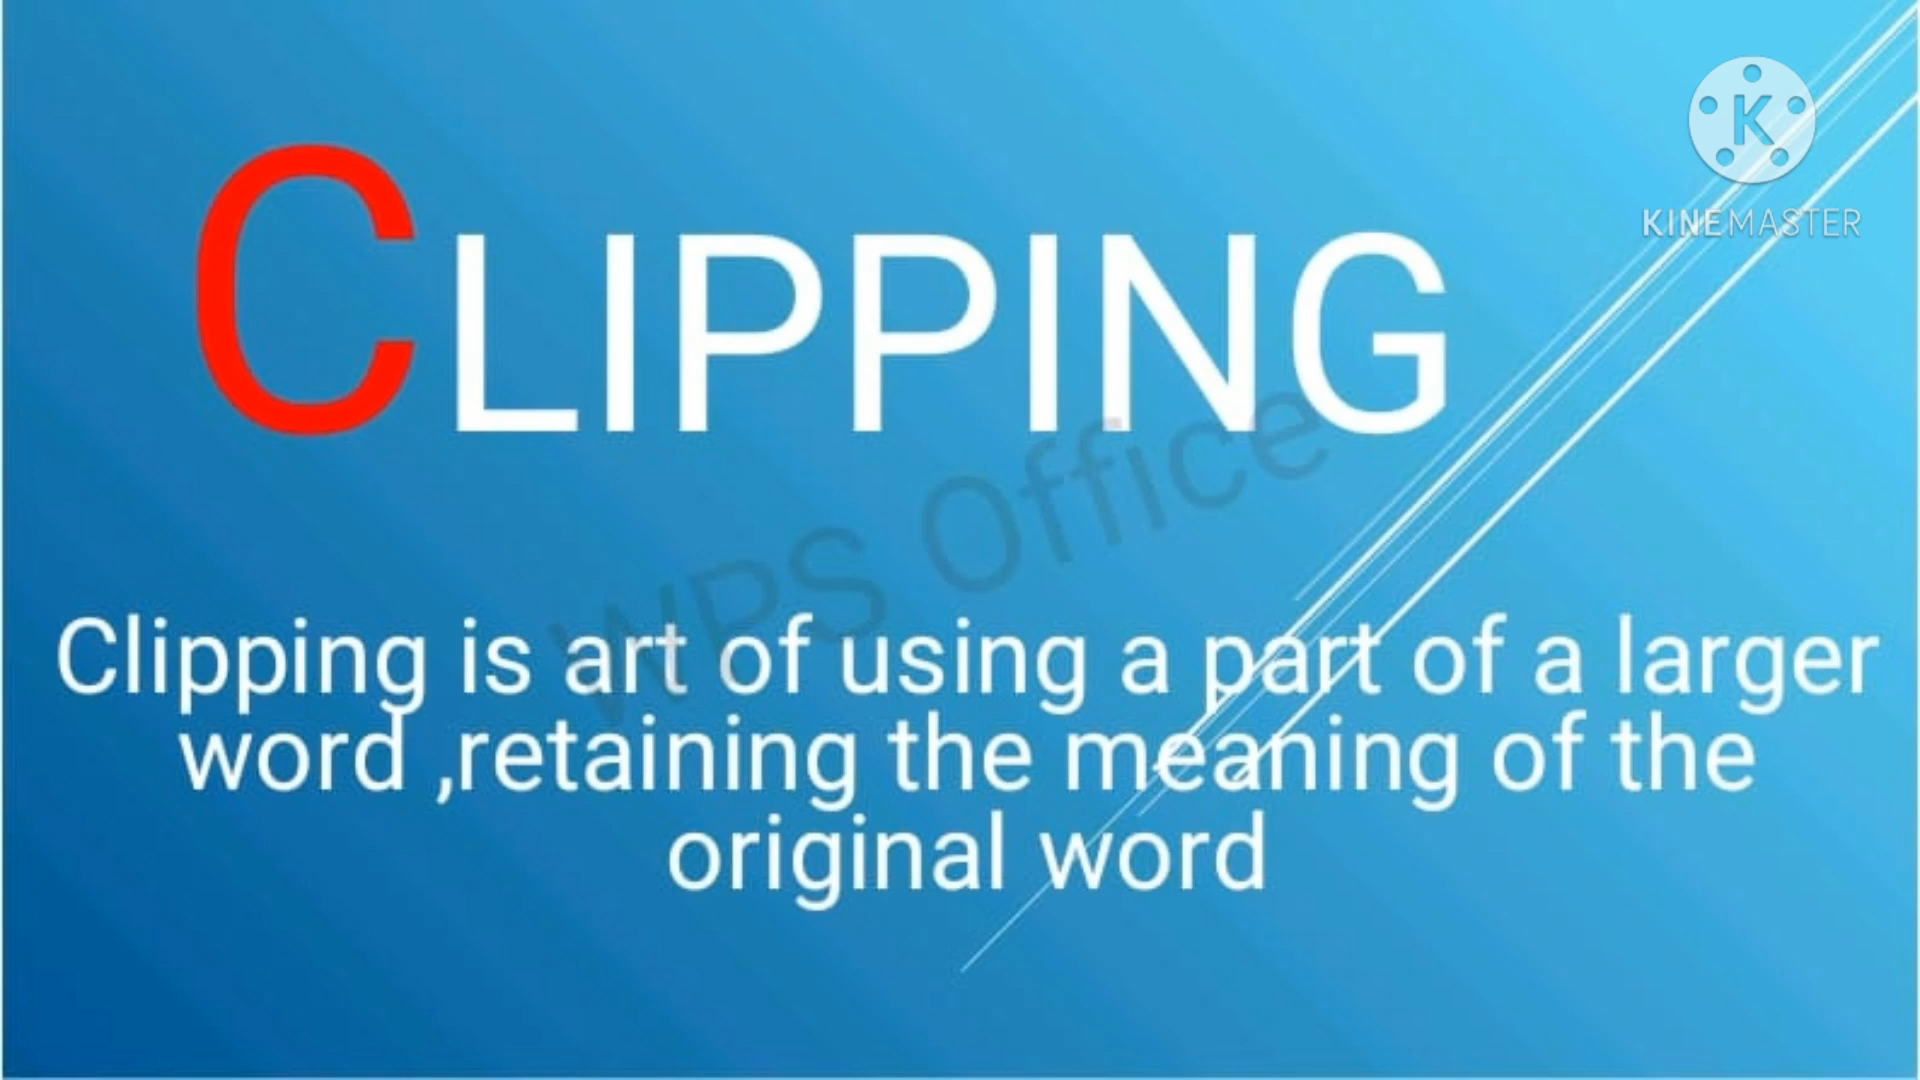 CLIPPING
K
KINEMASTER
WPS Office
Clipping is art of using a part of a larger
word ,retaining the meaning of the
original word